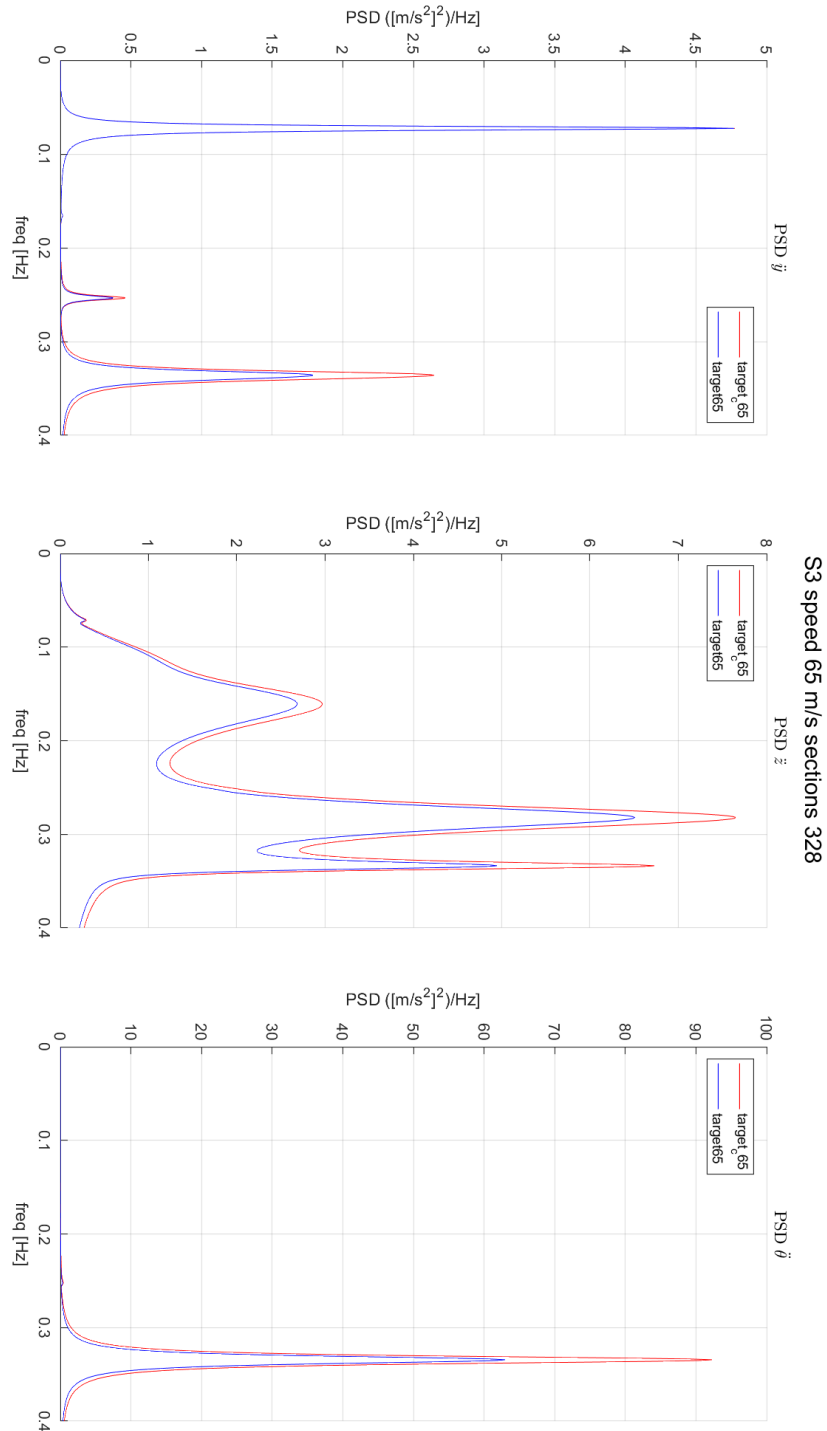 S3 speed 65 m/s sections 328
PSD ÿ
PSD ([m/s²]²)/Hz
5
4.5
4
3.5
3
2.5
2
1.5
1
0.5
0
0
0.1
0.2
0.3
0.4
freq [Hz]
target_c65
target65
PSD z̈
PSD ([m/s²]²)/Hz
8
7
6
5
4
3
2
1
0
0
0.1
0.2
0.3
0.4
freq [Hz]
target_c65
target65
PSD θ̈
PSD ([m/s²]²)/Hz
100
90
80
70
60
50
40
30
20
10
0
0
0.1
0.2
0.3
0.4
freq [Hz]
target_c65
target65